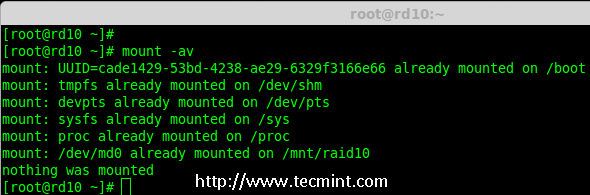 root@rd10:~
[root@rd10 ~]#
[root@rd10 ~]# mount -av
mount: UUID=cade1429-53bd-4238-ae29-6329f3166e66 already mounted on /boot
mount: tmpfs already mounted on /dev/shm
mount: devpts already mounted on /dev/pts
mount: sysfs already mounted on /sys
mount: proc already mounted on /proc
mount: /dev/md0 already mounted on /mnt/raid10
nothing was mounted
[root@rd10 ~]#
http://www.tecmint.com